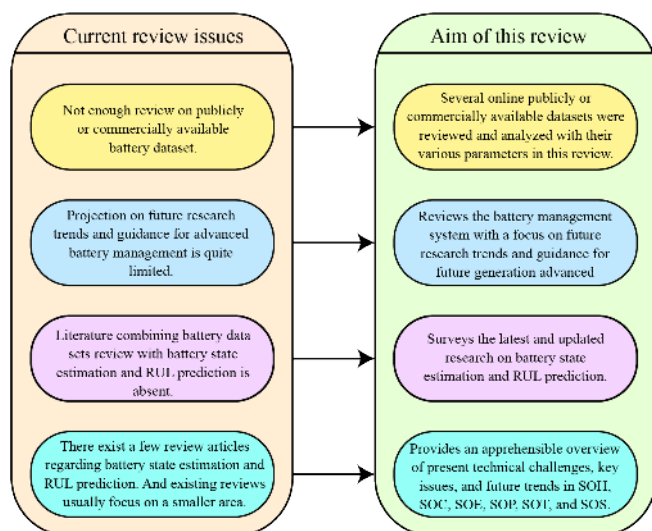 Current review issues
Not enough review on publicly
or commercially available
battery dataset.
Projection on future research
trends and guidance for advanced
battery management is quite
limited.
Literature combining battery data
sets review with battery state
estimation and RUL prediction is
absent.
There exist a few review articles
regarding battery state estimation and
RUL prediction. And existing reviews
usually focus on a smaller area.
Aim of this review
Several online publicly or
commercially available datasets were
reviewed and analyzed with their
various parameters in this review.
Reviews the battery management
system with a focus on future
research trends and guidance for
future generation advanced
Surveys the latest and updated
research on battery state
estimation and RUL prediction.
Provides an apprehensible overview
of present technical challenges, key
issues, and future trends in SOH,
SOC, SOE, SOP, SOT, and SOS.